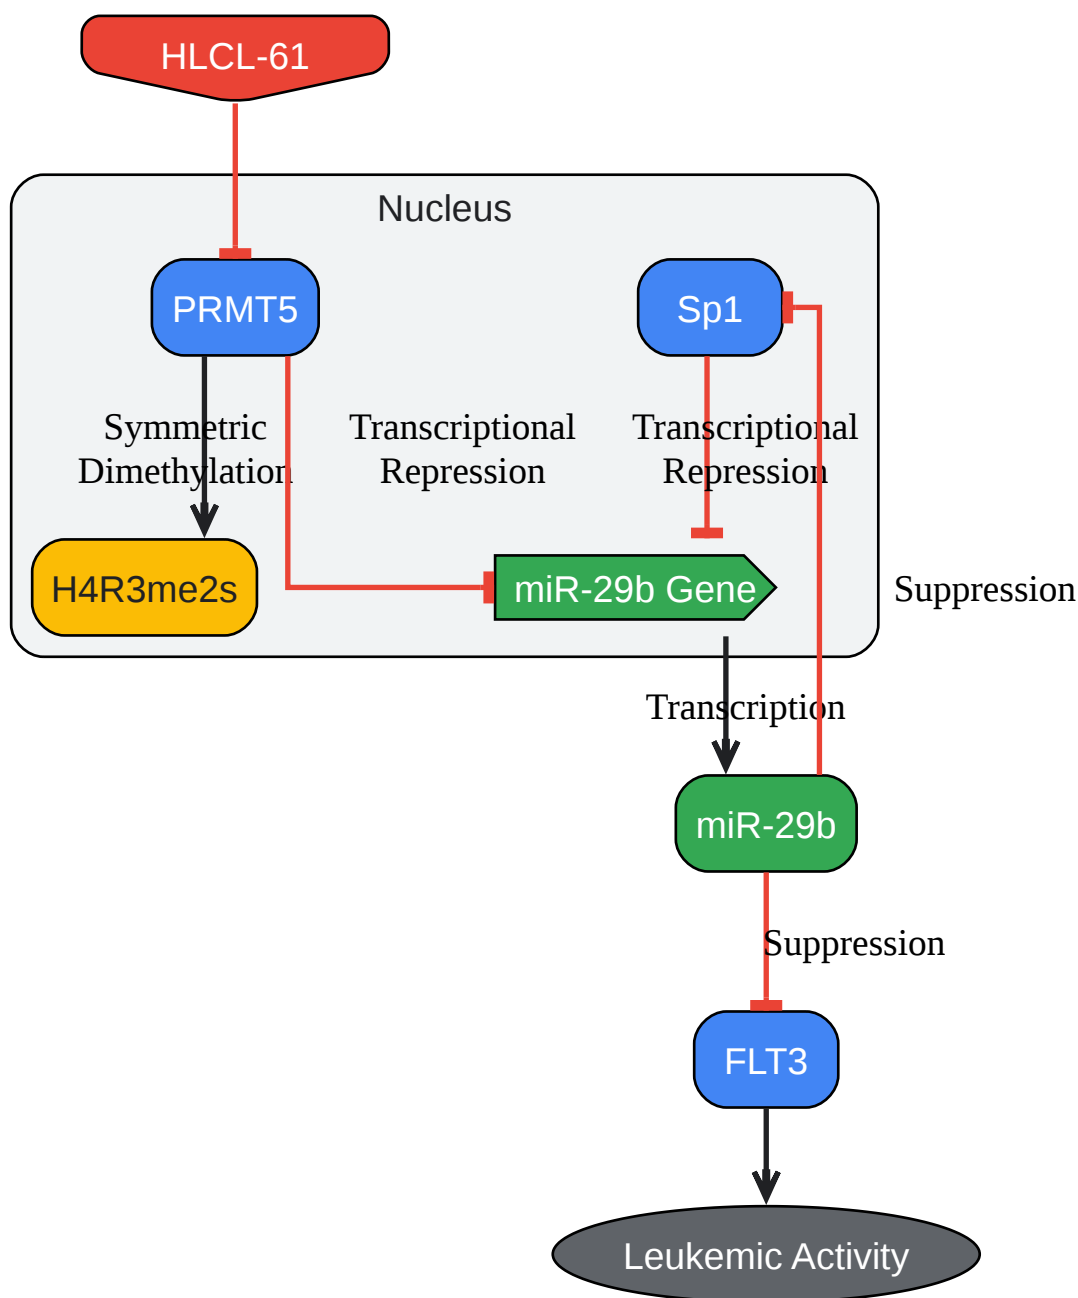 HLCL-61
Nucleus
PRMT5
Sp1
Symmetric
Dimethylation
Transcriptional
Repression
Transcriptional
Repression
H4R3me2s
miR-29b Gene
Suppression
Transcription
miR-29b
Suppression
FLT3
Leukemic Activity